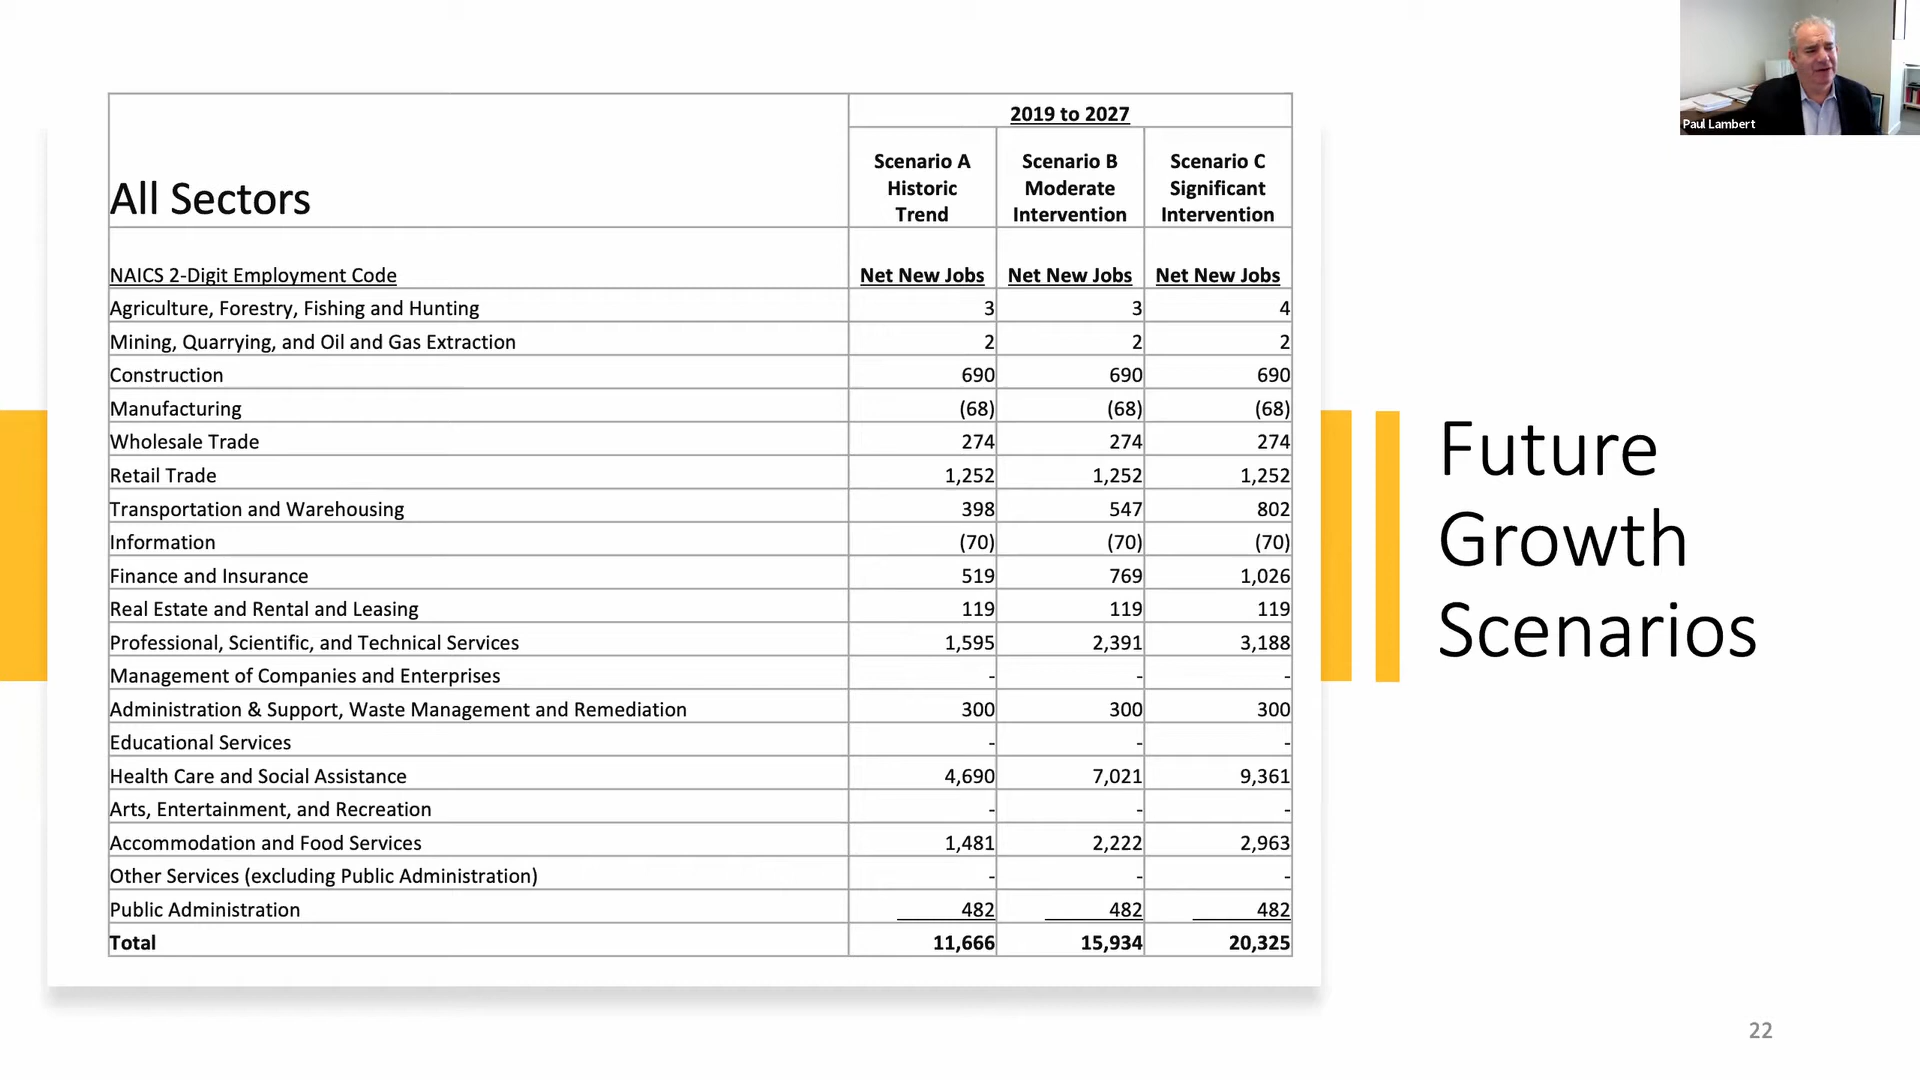 Paul Lambert
2019 to 2027
All Sectors
Scenario A Historic Trend
Scenario B Moderate Intervention
Scenario C Significant Intervention
NAICS 2-Digit Employment Code Net New Jobs Net New Jobs Net New Jobs
Agriculture, Forestry, Fishing and Hunting 3 3 4
Mining, Quarrying, and Oil and Gas Extraction 2 2 2
Construction 690 690 690
Manufacturing (68) (68) (68)
Wholesale Trade 274 274 274
Retail Trade 1,252 1,252 1,252
Transportation and Warehousing 398 547 802
Information (70) (70) (70)
Finance and Insurance 519 769 1,026
Real Estate and Rental and Leasing 119 119 119
Professional, Scientific, and Technical Services 1,595 2,391 3,188
Management of Companies and Enterprises - - -
Administration & Support, Waste Management and Remediation 300 300 300
Educational Services - - -
Health Care and Social Assistance 4,690 7,021 9,361
Arts, Entertainment, and Recreation - - -
Accommodation and Food Services 1,481 2,222 2,963
Other Services (excluding Public Administration) - - -
Public Administration 482 482 482
Total 11,666 15,934 20,325
Future
Growth
Scenarios
22